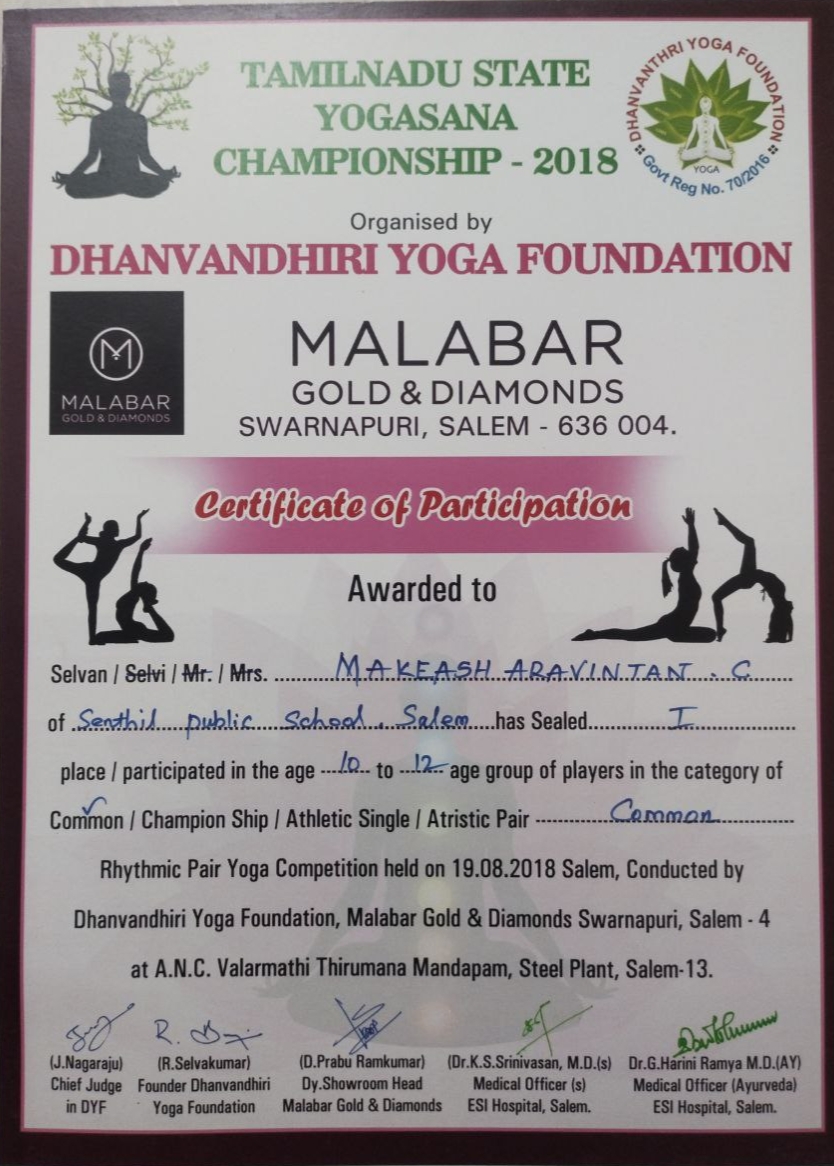 TAMILNADU STATE
YOGASANA
CHAMPIONSHIP - 2018
DHANVANTHRI YOGA FOUNDATION
YOGA
Govt Reg No. 70/2016
Organised by
DHANVANDHIRI YOGA FOUNDATION
M
MALABAR
GOLD & DIAMONDS
MALABAR
GOLD & DIAMONDS
SWARNAPURI, SALEM - 636 004.
Certificate of Participation
Awarded to
Selvan / Selvi / Mr. / Mrs. MAKEASH ARAVINTAN . C
of Senthil public School, Salem has Sealed I
place / participated in the age 10 to 12 age group of players in the category of
Common / Champion Ship / Athletic Single / Atristic Pair Common
Rhythmic Pair Yoga Competition held on 19.08.2018 Salem, Conducted by
Dhanvandhiri Yoga Foundation, Malabar Gold & Diamonds Swarnapuri, Salem - 4
at A.N.C. Valarmathi Thirumana Mandapam, Steel Plant, Salem-13.
(J.Nagaraju) (R.Selvakumar) (D.Prabu Ramkumar) (Dr.K.S.Srinivasan, M.D.(s) Dr.G.Harini Ramya M.D.(AY)
Chief Judge Founder Dhanvandhiri Dy.Showroom Head Medical Officer (s) Medical Officer (Ayurveda)
in DYF Yoga Foundation Malabar Gold & Diamonds ESI Hospital, Salem. ESI Hospital, Salem.